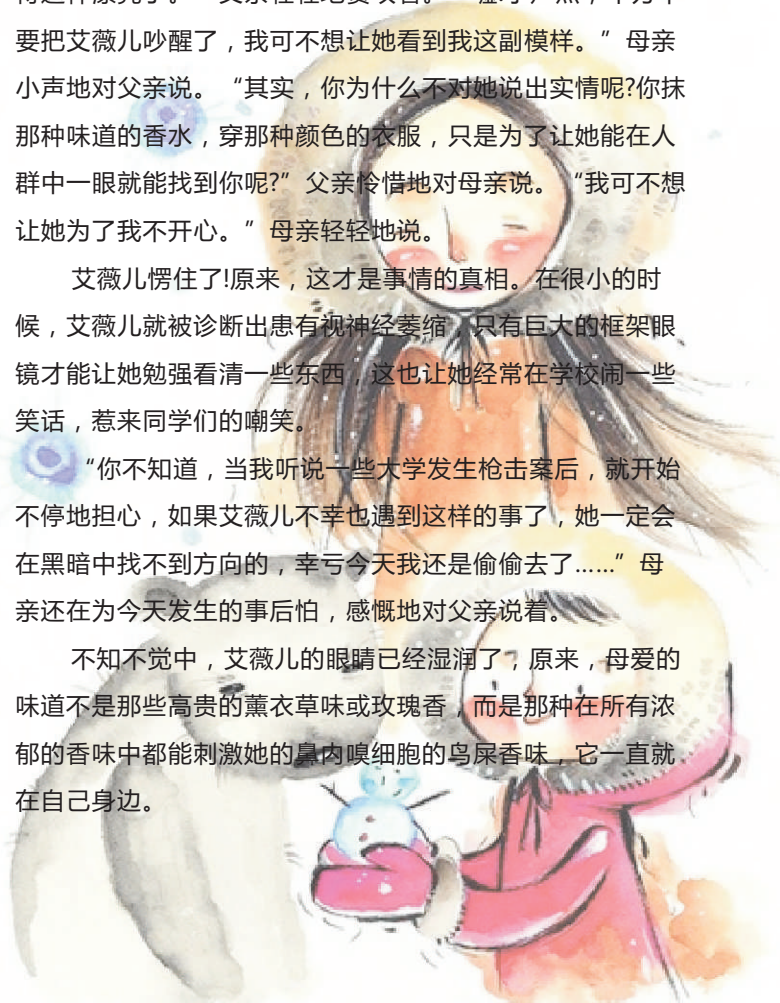 要把艾薇儿吵醒了，我可不想让她看到我这副模样。”母亲
小声地对父亲说。“其实，你为什么不对她说出实情呢?你抹
那种味道的香水，穿那种颜色的衣服，只是为了让她能在人
群中一眼就能找到你呢?”父亲怜惜地对母亲说。“我可不想
让她为了我不开心。”母亲轻轻地说。
艾薇儿愣住了!原来，这才是事情的真相。在很小的时
候，艾薇儿就被诊断出患有视神经萎缩，只有巨大的框架眼
镜才能让她勉强看清一些东西，这也让她经常在学校闹一些
笑话，惹来同学们的嘲笑。
“你不知道，当我听说一些大学发生枪击案后，就开始
不停地担心，如果艾薇儿不幸也遇到这样的事了，她一定会
在黑暗中找不到方向的，幸亏今天我还是偷偷去了……”母
亲还在为今天发生的事后怕，感慨地对父亲说着。
不知不觉中，艾薇儿的眼睛已经湿润了，原来，母爱的
味道不是那些高贵的薰衣草味或玫瑰香，而是那种在所有浓
郁的香味中都能刺激她的鼻内嗅细胞的鸟屎香味，它一直就
在自己身边。